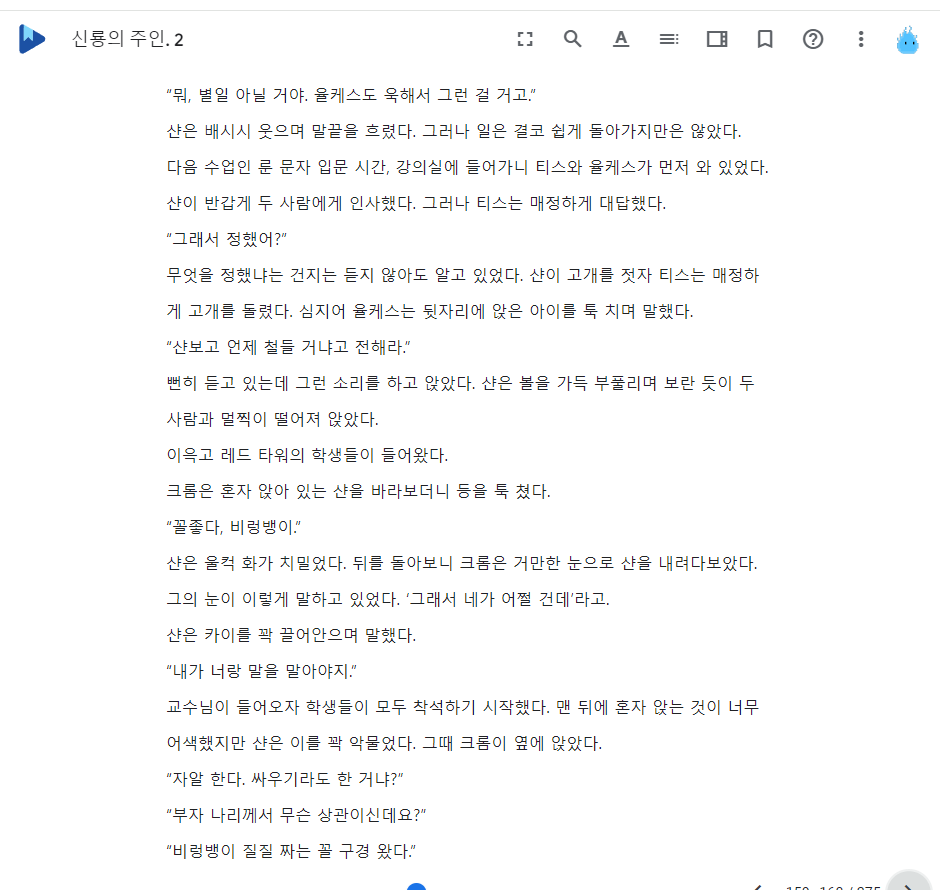 신룡의 주인. 2
“뭐, 별일 아닐 거야. 율케스도 욱해서 그런 걸 거고.”
샨은 배시시 웃으며 말끝을 흐렸다. 그러나 일은 결코 쉽게 돌아가지만은 않았다.
다음 수업인 룬 문자 입문 시간, 강의실에 들어가니 티스와 율케스가 먼저 와 있었다.
샨이 반갑게 두 사람에게 인사했다. 그러나 티스는 매정하게 대답했다.
“그래서 정했어?”
무엇을 정했냐는 건지는 듣지 않아도 알고 있었다. 샨이 고개를 젓자 티스는 매정하
게 고개를 돌렸다. 심지어 율케스는 뒷자리에 앉은 아이를 툭 치며 말했다.
“샨보고 언제 철들 거냐고 전해라.”
뻔히 듣고 있는데 그런 소리를 하고 앉았다. 샨은 볼을 가득 부풀리며 보란 듯이 두
사람과 멀찍이 떨어져 앉았다.
이윽고 레드 타워의 학생들이 들어왔다.
크롬은 혼자 앉아 있는 샨을 바라보더니 등을 툭 쳤다.
“꼴좋다, 비렁뱅이.”
샨은 울컥 화가 치밀었다. 뒤를 돌아보니 크롬은 거만한 눈으로 샨을 내려다보았다.
그의 눈이 이렇게 말하고 있었다. ‘그래서 네가 어쩔 건데’라고.
샨은 카이를 꽉 끌어안으며 말했다.
“내가 너랑 말을 말아야지.”
교수님이 들어오자 학생들이 모두 착석하기 시작했다. 맨 뒤에 혼자 앉는 것이 너무
어색했지만 샨은 이를 꽉 악물었다. 그때 크롬이 옆에 앉았다.
“자알 한다. 싸우기라도 한 거냐?”
“부자 나리께서 무슨 상관이신데요?”
“비렁뱅이 질질 짜는 꼴 구경 왔다.”